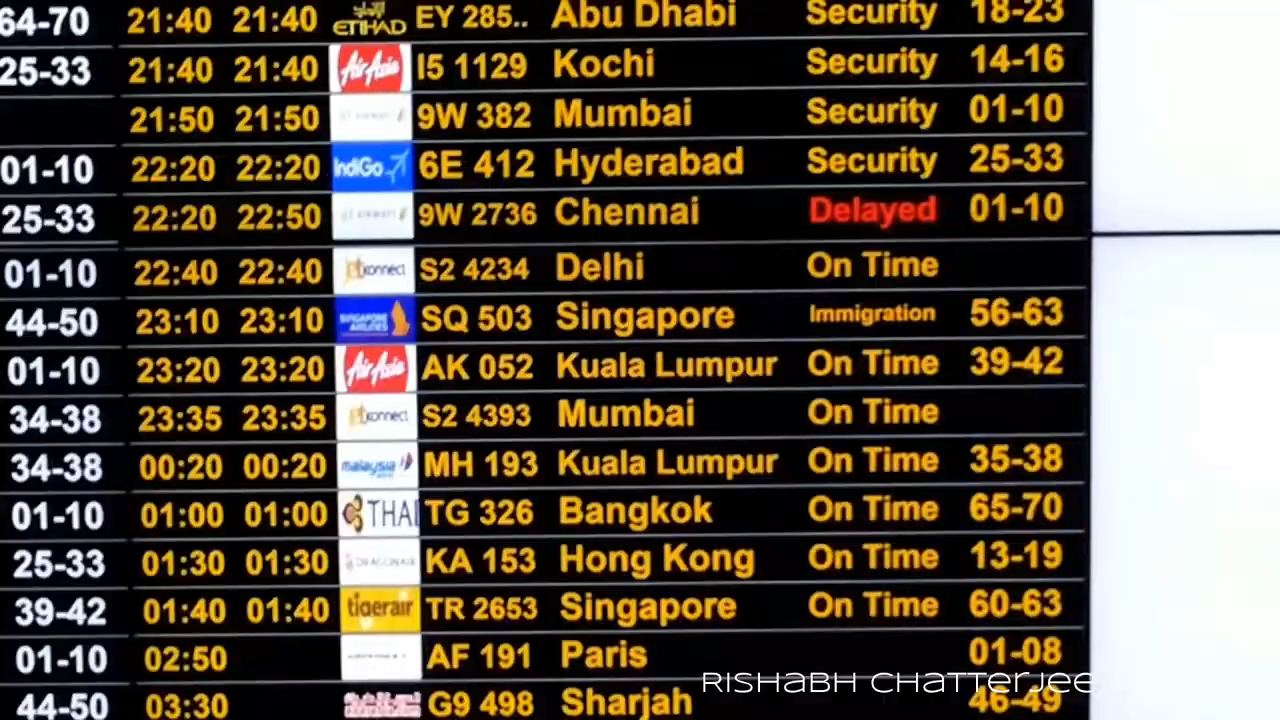 64-70 21:40 21:40 ETIHAD EY 285.. Abu Dhabi Security 18-23
25-33 21:40 21:40 AirAsia I5 1129 Kochi Security 14-16
21:50 21:50 9W 382 Mumbai Security 01-10
01-10 22:20 22:20 IndiGo 6E 412 Hyderabad Security 25-33
25-33 22:20 22:50 9W 2736 Chennai Delayed 01-10
01-10 22:40 22:40 konnect S2 4234 Delhi On Time
44-50 23:10 23:10 SINGAPORE AIRLINES SQ 503 Singapore Immigration 56-63
01-10 23:20 23:20 AirAsia AK 052 Kuala Lumpur On Time 39-42
34-38 23:35 23:35 konnect S2 4393 Mumbai On Time
34-38 00:20 00:20 malaysia MH 193 Kuala Lumpur On Time 35-38
01-10 01:00 01:00 THAI TG 326 Bangkok On Time 65-70
25-33 01:30 01:30 DRAGONAIR KA 153 Hong Kong On Time 13-19
39-42 01:40 01:40 tigerair TR 2653 Singapore On Time 60-63
01-10 02:50 AF 191 Paris 01-08
44-50 03:30 G9 498 Sharjah 46-49
RISHABH CHATTERJEE